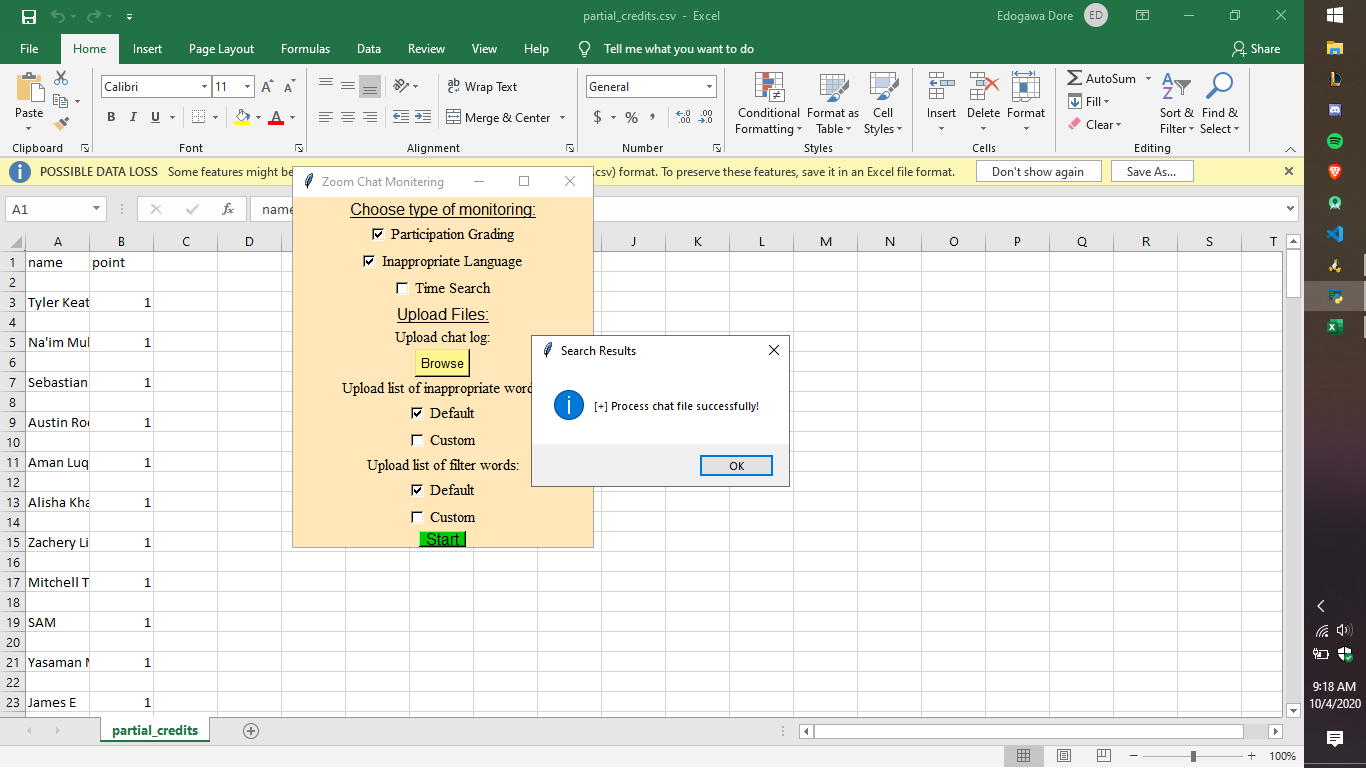 partial_credits.csv - Excel
Edogawa Dore ED
File Home Insert Page Layout Formulas Data Review View Help Tell me what you want to do Share
Paste
Clipboard
Calibri 11
B I U
Font
Wrap Text
Merge & Center
Alignment
General
$ % ,
Number
Conditional Formatting
Format as Table
Cell Styles
Styles
Insert Delete Format
Cells
AutoSum
Fill
Clear
Sort & Filter
Find & Select
Editing
POSSIBLE DATA LOSS Some features might be
.csv) format. To preserve these features, save it in an Excel file format. Don't show again Save As...
A1 fx name
A B C D J K L M N O P Q R S T
1 name point
2
3 Tyler Keat 1
4
5 Na'im Mul 1
6
7 Sebastian 1
8
9 Austin Roc 1
10
11 Aman Luq 1
12
13 Alisha Kha 1
14
15 Zachery Li 1
16
17 Mitchell T 1
18
19 SAM 1
20
21 Yasaman M 1
22
23 James E 1
Zoom Chat Monitering
Choose type of monitoring:
Participation Grading
Inappropriate Language
Time Search
Upload Files:
Upload chat log:
Browse
Upload list of inappropriate word
Default
Custom
Upload list of filter words:
Default
Custom
Start
Search Results
[+] Process chat file successfully!
OK
partial_credits
100%
9:18 AM
10/4/2020